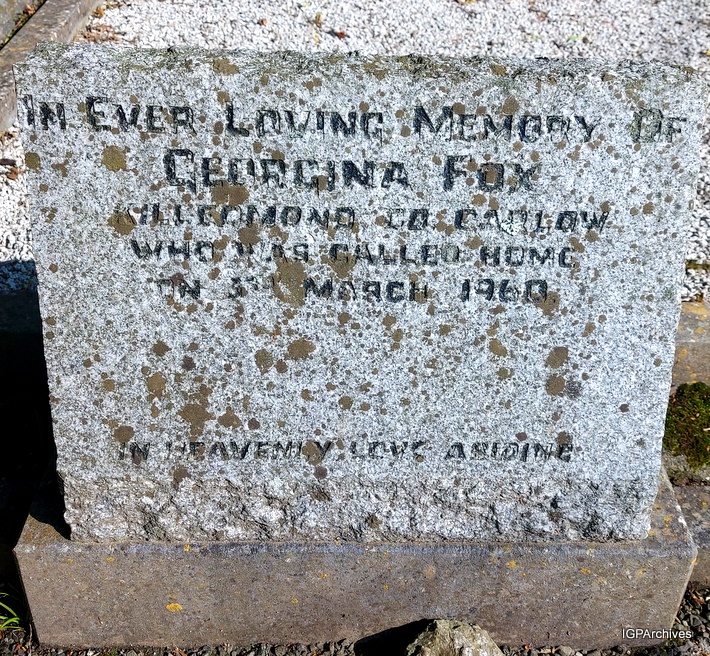 IN EVER LOVING MEMORY OF
GEORGINA FOX
KILLEDMOND, CO. CARLOW
WHO WAS CALLED HOME
ON MARCH 1960.
IN HEAVENLY LOVE ABIDING
IGPArchives